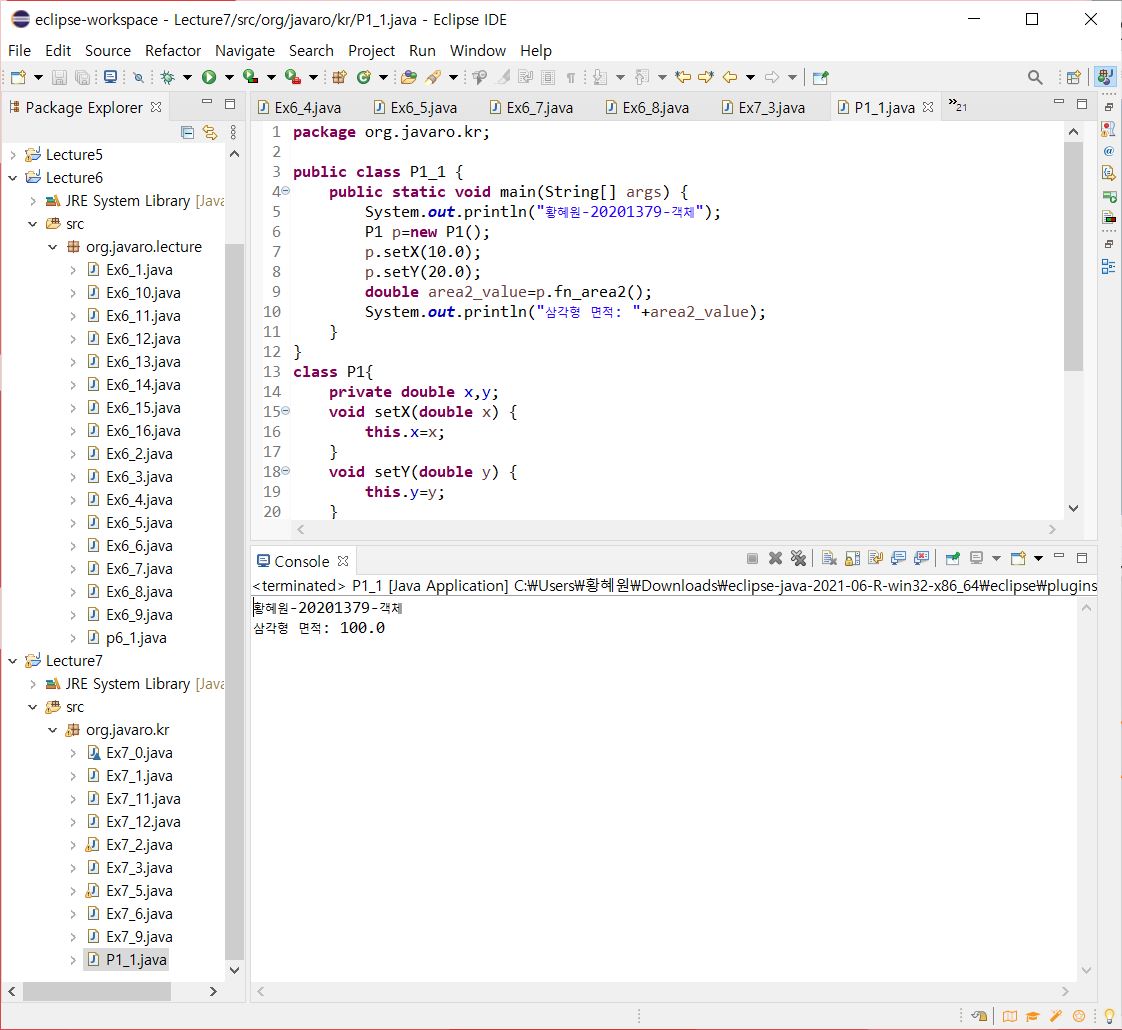 eclipse-workspace - Lecture7/src/org/javaro/kr/P1_1.java - Eclipse IDE
File Edit Source Refactor Navigate Search Project Run Window Help
Package Explorer
Lecture5
Lecture6
JRE System Library [Java
src
org.javaro.lecture
Ex6_1.java
Ex6_10.java
Ex6_11.java
Ex6_12.java
Ex6_13.java
Ex6_14.java
Ex6_15.java
Ex6_16.java
Ex6_2.java
Ex6_3.java
Ex6_4.java
Ex6_5.java
Ex6_6.java
Ex6_7.java
Ex6_8.java
Ex6_9.java
p6_1.java
Lecture7
JRE System Library [Java
src
org.javaro.kr
Ex7_0.java
Ex7_1.java
Ex7_11.java
Ex7_12.java
Ex7_2.java
Ex7_3.java
Ex7_5.java
Ex7_6.java
Ex7_9.java
P1_1.java
Ex6_4.java Ex6_5.java Ex6_7.java Ex6_8.java Ex7_3.java P1_1.java »21
1 package org.javaro.kr;
2
3 public class P1_1 {
4 public static void main(String[] args) {
5 System.out.println("황혜원-20201379-객체");
6 P1 p=new P1();
7 p.setX(10.0);
8 p.setY(20.0);
9 double area2_value=p.fn_area2();
10 System.out.println("삼각형 면적: "+area2_value);
11 }
12 }
13 class P1{
14 private double x,y;
15 void setX(double x) {
16 this.x=x;
17 }
18 void setY(double y) {
19 this.y=y;
20 }
Console
<terminated> P1_1 [Java Application] C:₩Users₩황혜원₩Downloads₩eclipse-java-2021-06-R-win32-x86_64₩eclipse₩plugins
황혜원-20201379-객체
삼각형 면적: 100.0